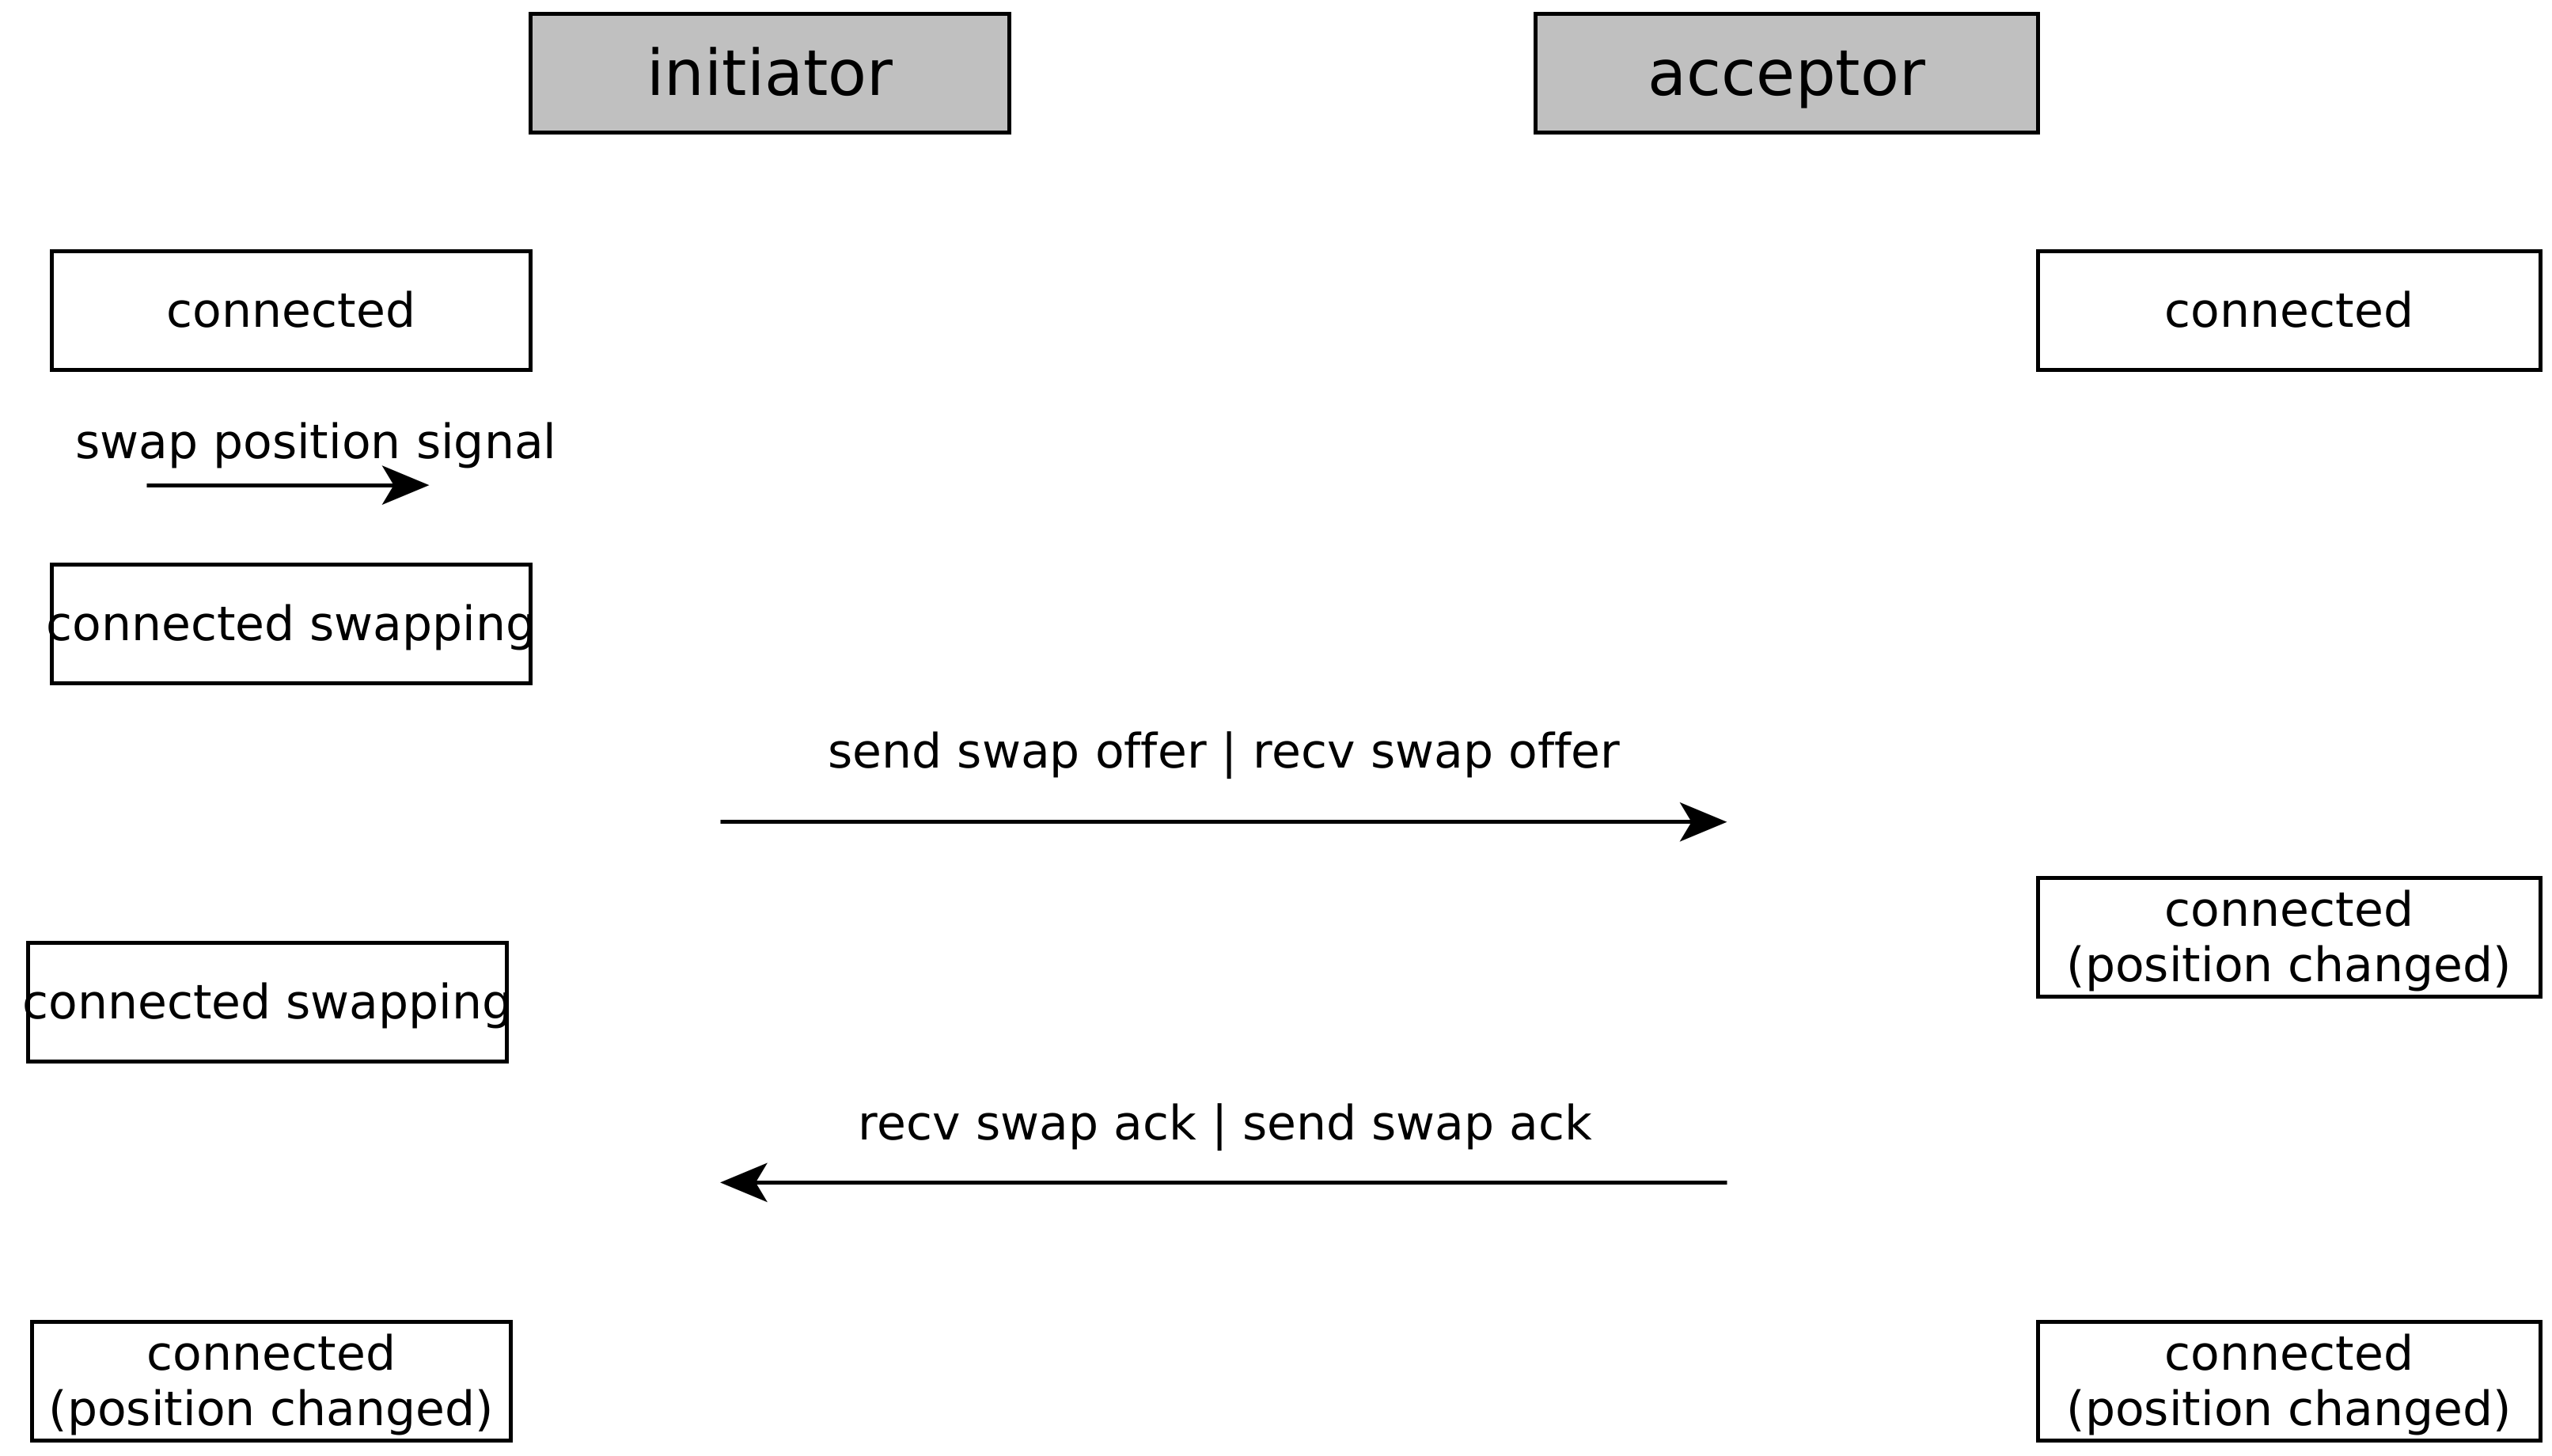 initiator
acceptor
connected
connected
swap position signal
connected swapping
send swap offer | recv swap offer
connected
(position changed)
connected swapping
recv swap ack | send swap ack
connected
(position changed)
connected
(position changed)